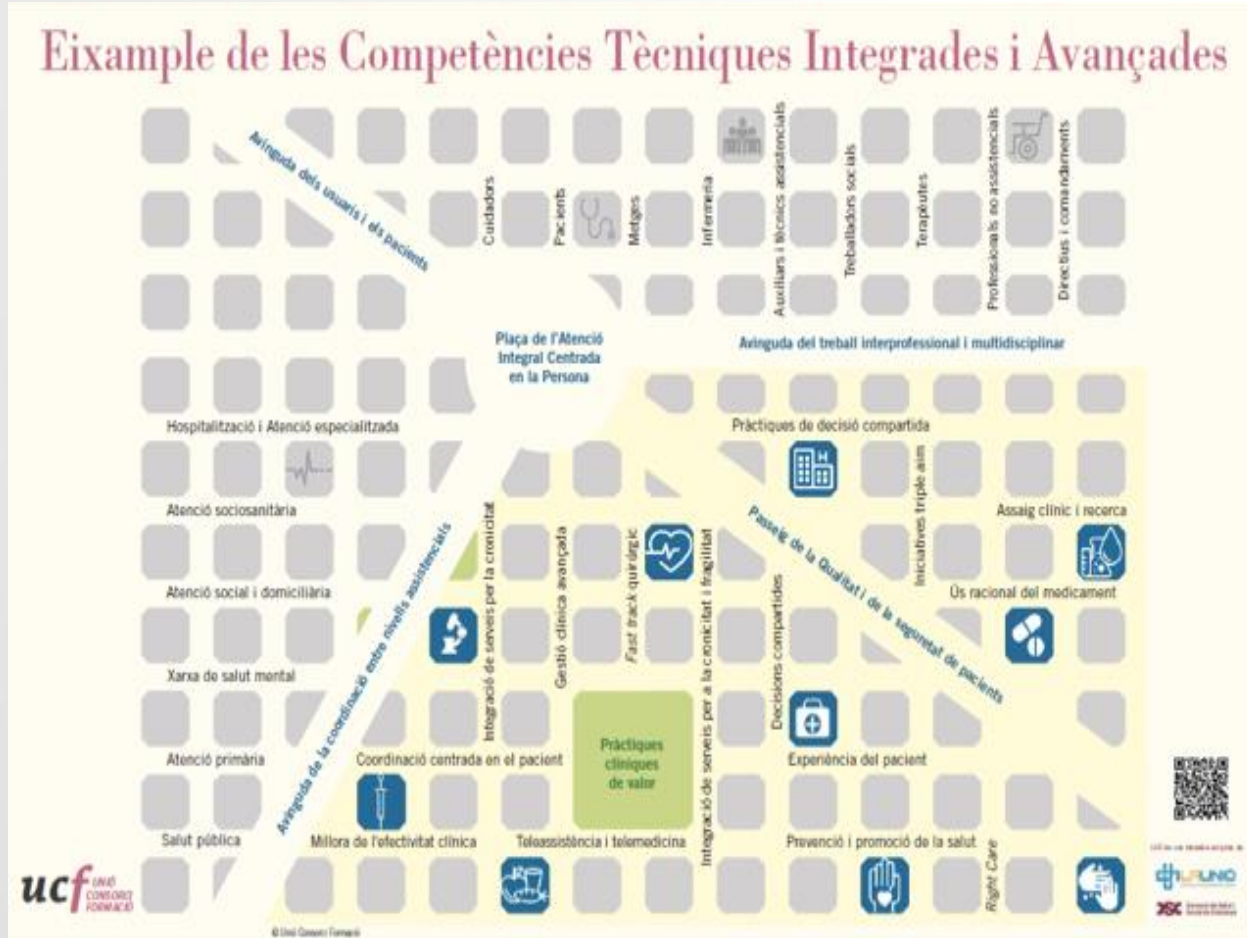 Eixample de les Competències Tècniques Integrades i Avançades
Avinguda dels usuaris i els pacients
Cuidadors
Pacients
Metges
Infermeria
Auxiliars i tècnics assistencials
Treballadors socials
Terapèutes
Professionals no assistencials
Directius i comandaments
Plaça de l'Atenció
Integral Centrada
en la Persona
Avinguda del treball interprofessional i multidisciplinar
Hospitalització i Atenció especialitzada
Atenció sociosanitària
Atenció social i domiciliària
Xarxa de salut mental
Atenció primària
Salut pública
Avinguda de la coordinació entre nivells assistencials
Pràctiques de decisió compartida
Iniciatives triple aim
Assaig clínic i recerca
Passeig de la Qualitat i de la seguretat de pacients
Ús racional del medicament
Integració de serveis per la cronicitat
Gestió clínica avançada
Fast track quirúrgic
Integració de serveis per a la cronicitat i fragilitat
Decisions compartides
Coordinació centrada en el pacient
Pràctiques
clíniques
de valor
Experiència del pacient
Millora de l'efectivitat clínica
Teleassistència i telemedicina
Prevenció i promoció de la salut
Right Care
H
ucf UNIÓ
CONSORCI
FORMACIÓ
LAUNIÓ
© Unió Consorci Formació